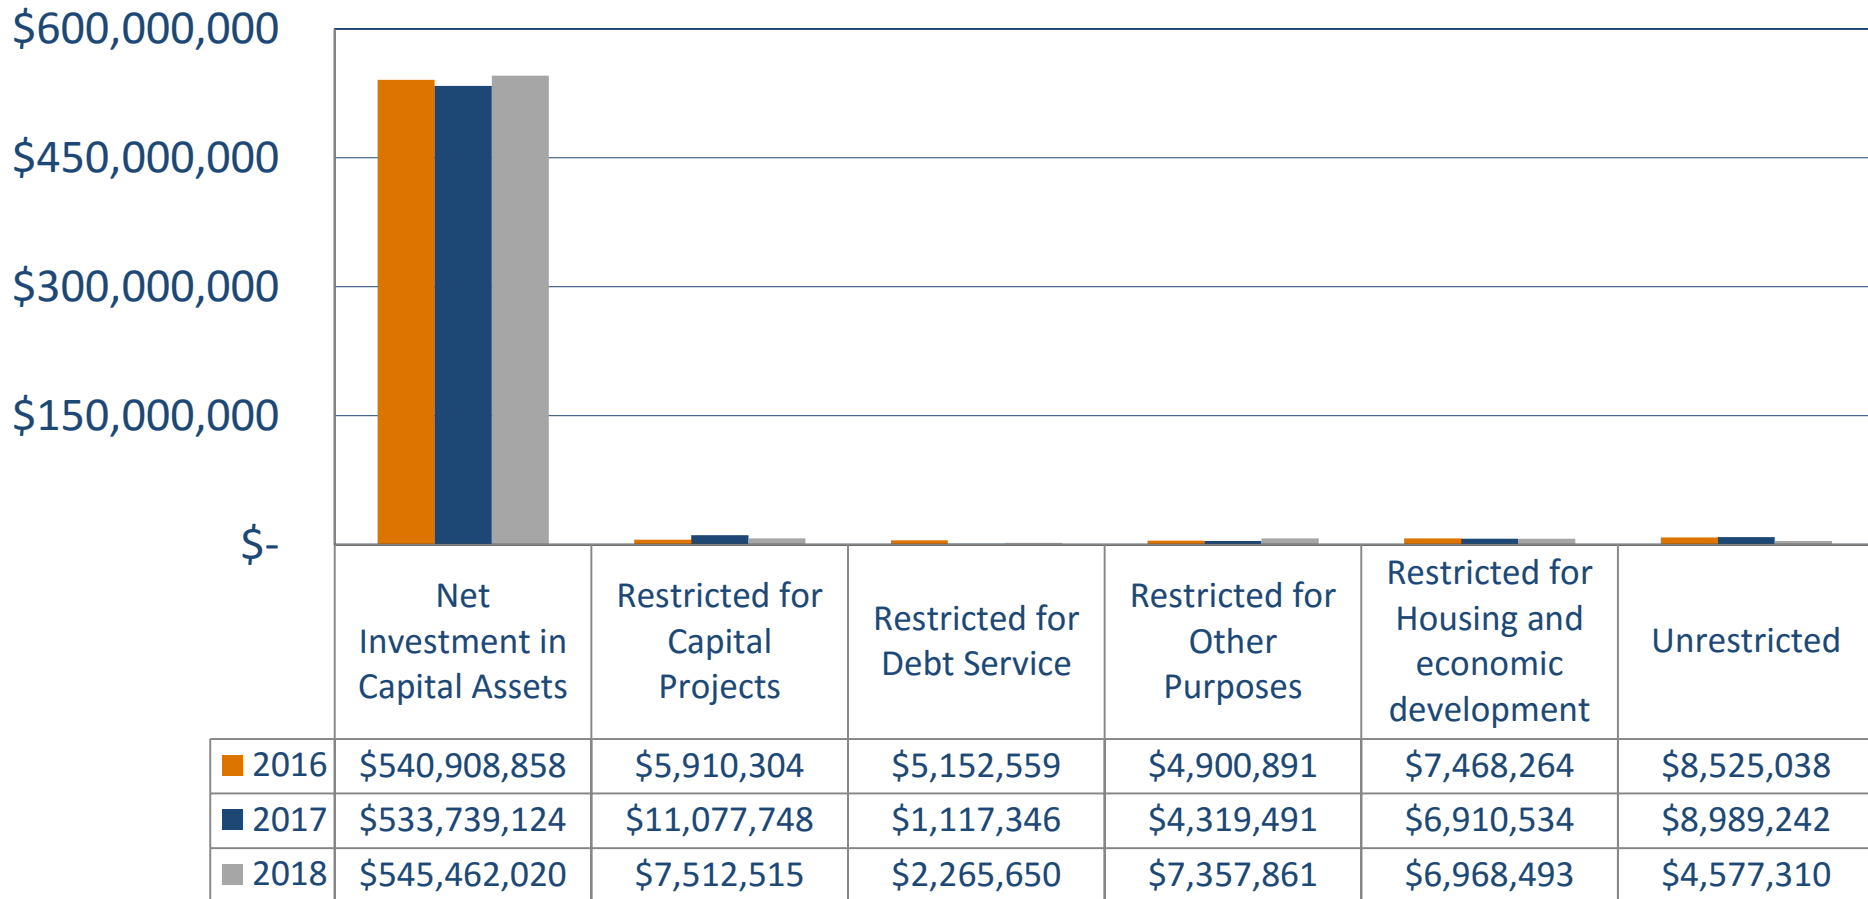 $600,000,000
$450,000,000
$300,000,000
$150,000,000
$-
Net
Investment in
Capital Assets
Restricted for
Capital
Projects
Restricted for
Debt Service
Restricted for
Other
Purposes
Restricted for
Housing and
economic
development
Unrestricted
2016 $540,908,858 $5,910,304 $5,152,559 $4,900,891 $7,468,264 $8,525,038
2017 $533,739,124 $11,077,748 $1,117,346 $4,319,491 $6,910,534 $8,989,242
2018 $545,462,020 $7,512,515 $2,265,650 $7,357,861 $6,968,493 $4,577,310